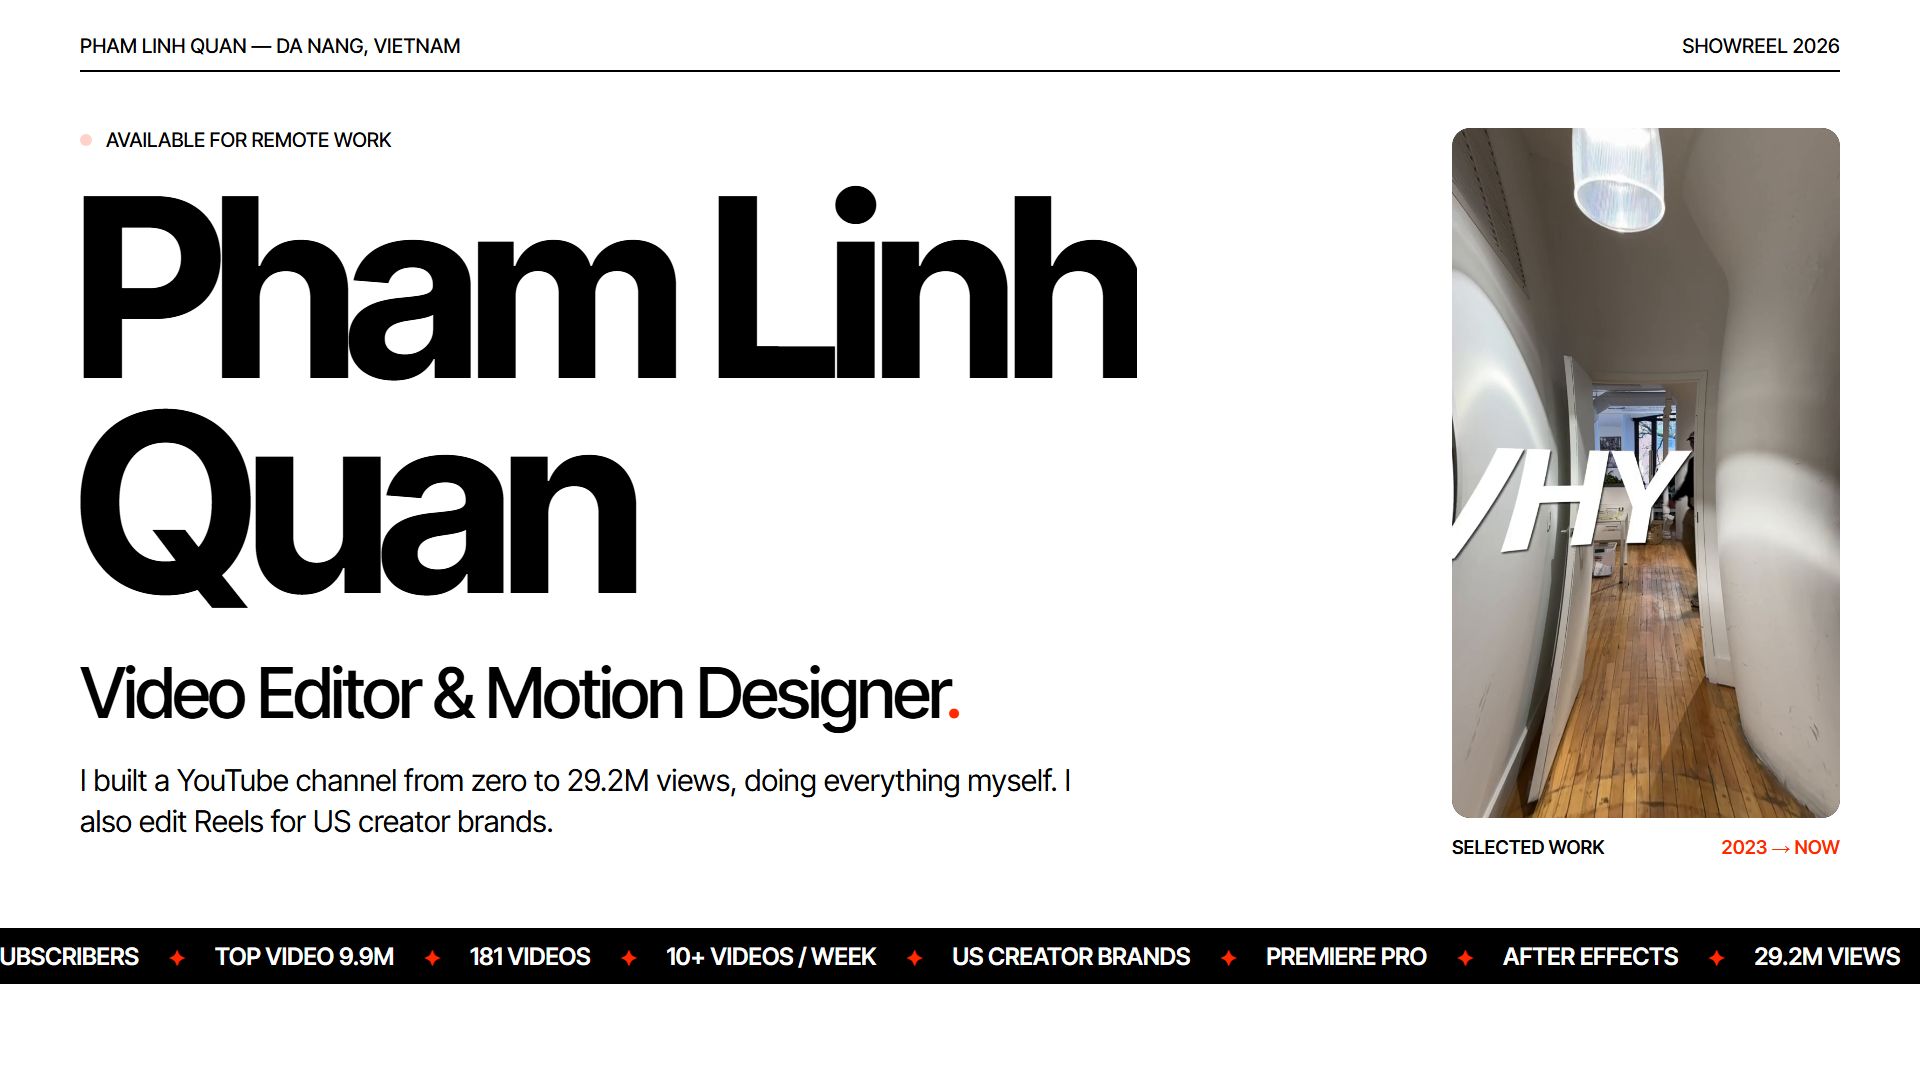 PHAM LINH QUAN — DA NANG, VIETNAM
SHOWREEL 2026
AVAILABLE FOR REMOTE WORK
Pham Linh
Quan
Video Editor & Motion Designer.
I built a YouTube channel from zero to 29.2M views, doing everything myself. I
also edit Reels for US creator brands.
HY
SELECTED WORK
2023 → NOW
UBSCRIBERS ✦ TOP VIDEO 9.9M ✦ 181 VIDEOS ✦ 10+ VIDEOS / WEEK ✦ US CREATOR BRANDS ✦ PREMIERE PRO ✦ AFTER EFFECTS ✦ 29.2M VIEWS